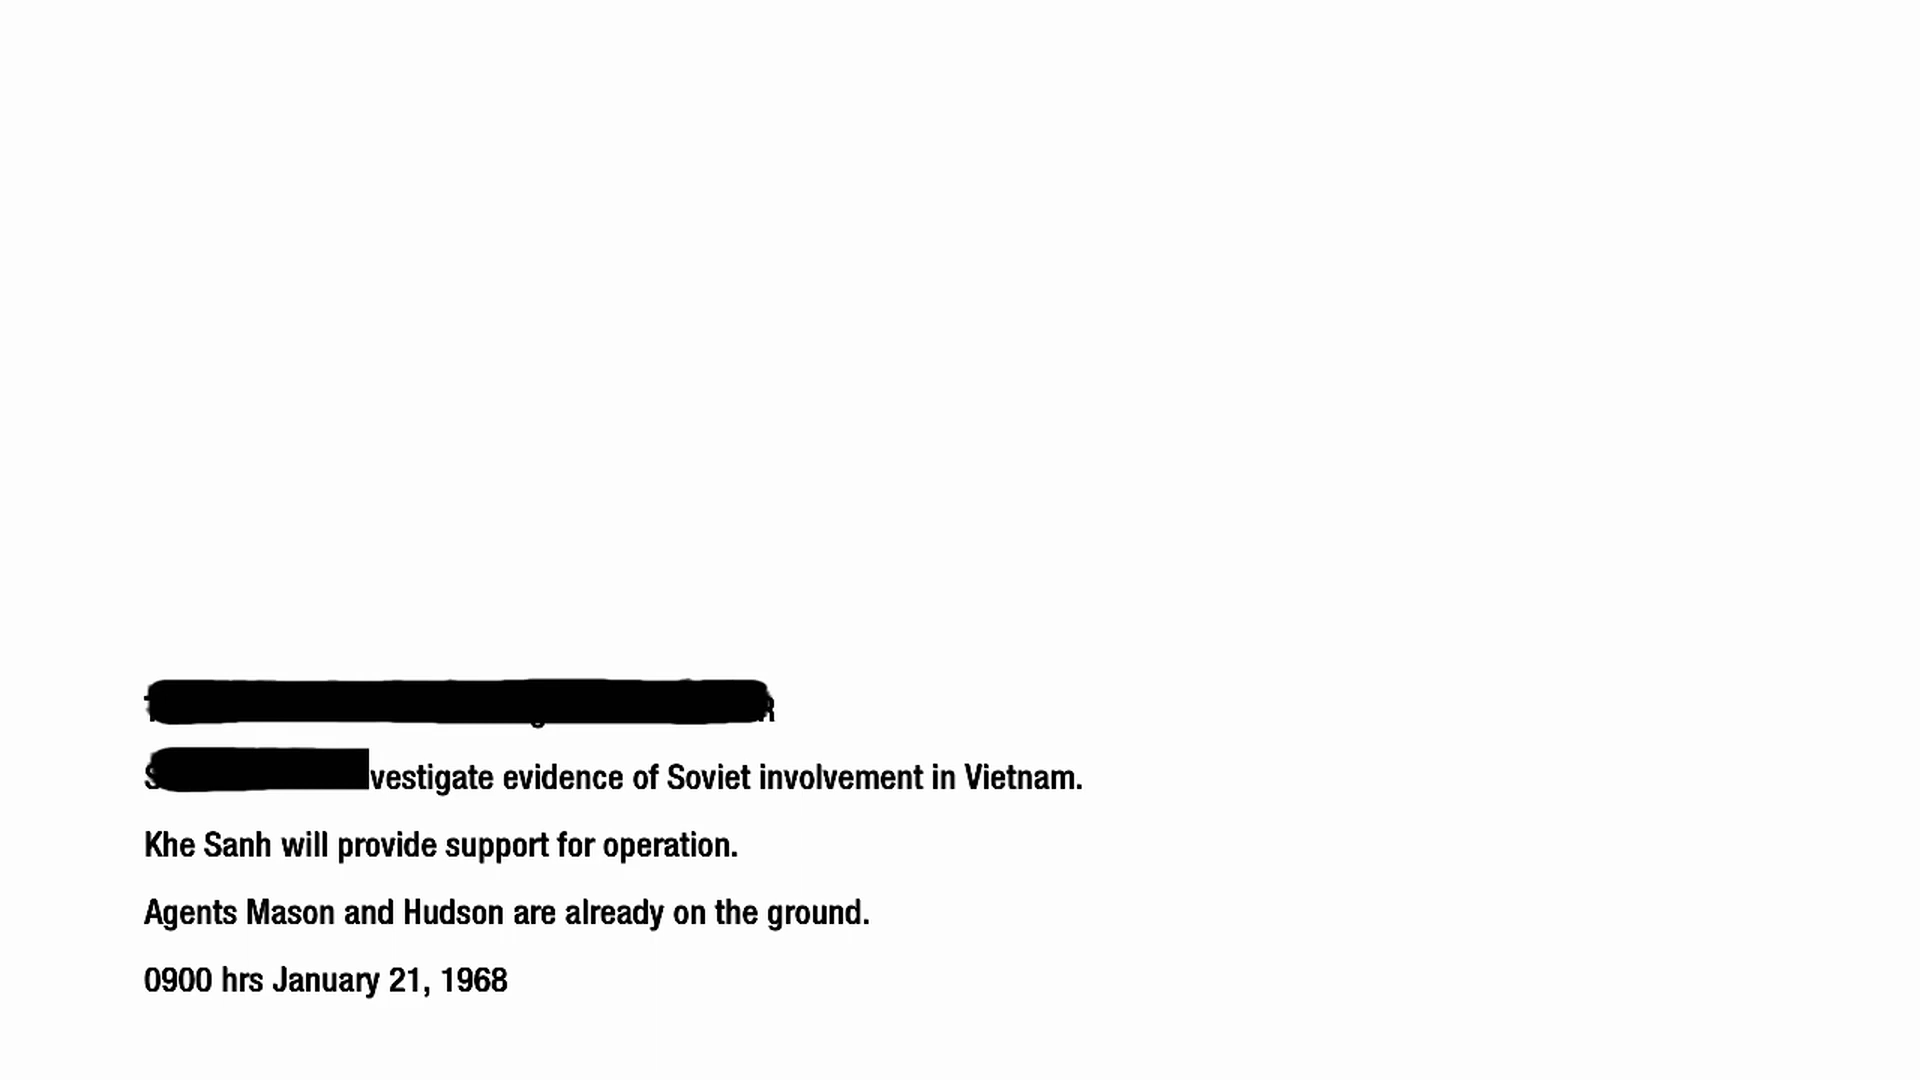 vestigate evidence of Soviet involvement in Vietnam.
Khe Sanh will provide support for operation.
Agents Mason and Hudson are already on the ground.
0900 hrs January 21, 1968